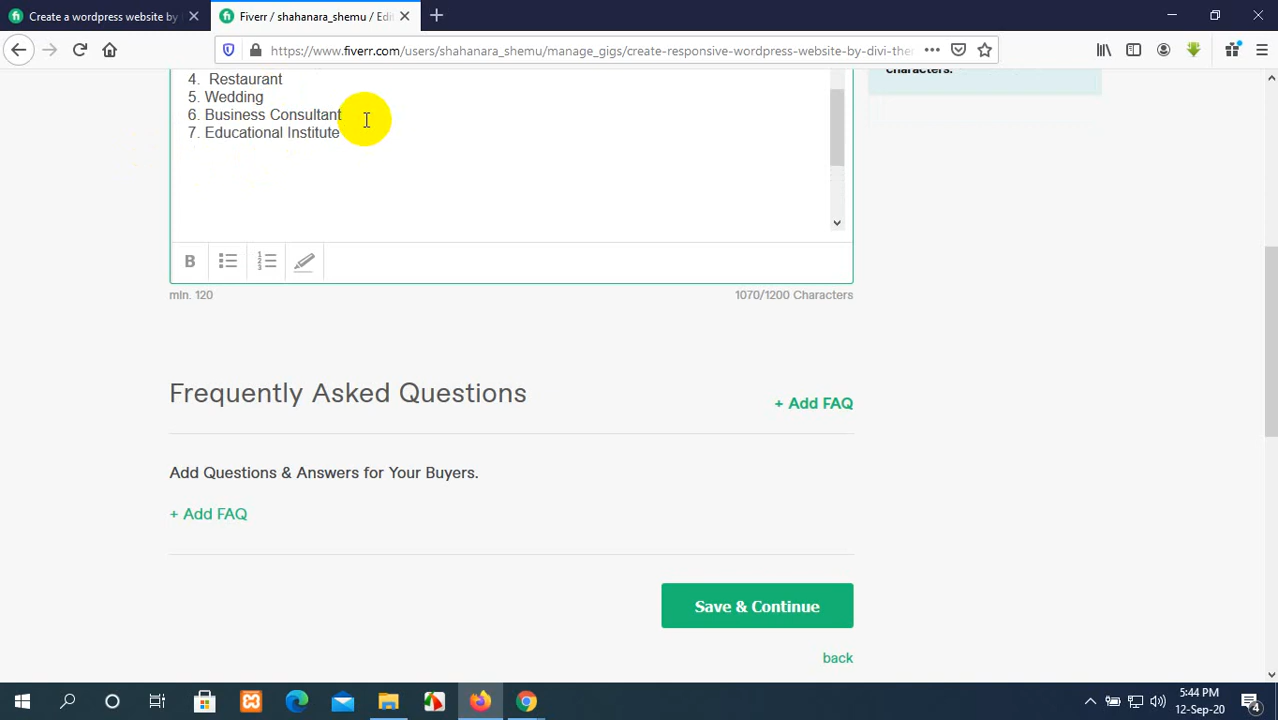 Create a wordpress website by
Fiverr / shahanara_shemu / Edi
https://www.fiverr.com/users/shahanara_shemu/manage_gigs/create-responsive-wordpress-website-by-divi-the
characters.
4. Restaurant
5. Wedding
6. Business Consultant
7. Educational Institute
B
min. 120
1070/1200 Characters
Frequently Asked Questions
+ Add FAQ
Add Questions & Answers for Your Buyers.
+ Add FAQ
Save & Continue
back
5:44 PM
12-Sep-20
4